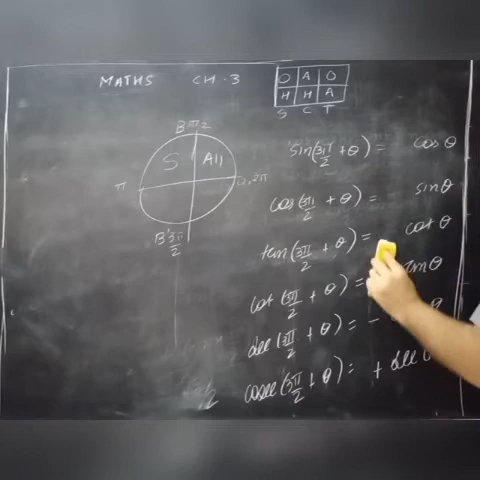 MATHS CH.3
O A O
H H A
S C T
B π/2
S All
π 0, 2π
B' 3π/2
sin(3π/2 + θ) = cos θ
cos(3π/2 + θ) = sin θ
tan(3π/2 + θ) = cot θ
cot(3π/2 + θ) =
sec(3π/2 + θ) = - θ
cosec(3π/2 + θ) = + sec